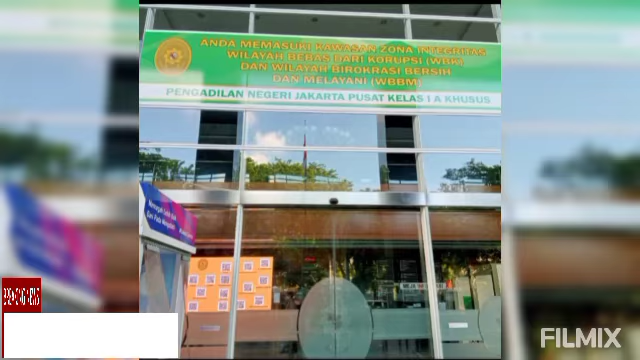 ANDA MEMASUKI KAWASAN ZONA INTEGRITAS
WILAYAH BEBAS DARI KORUPSI (WBK)
DAN WILAYAH BIROKRASI BERSIH
DAN MELAYANI (WBBM)
PENGADILAN NEGERI JAKARTA PUSAT KELAS 1 A KHUSUS
FILMIX